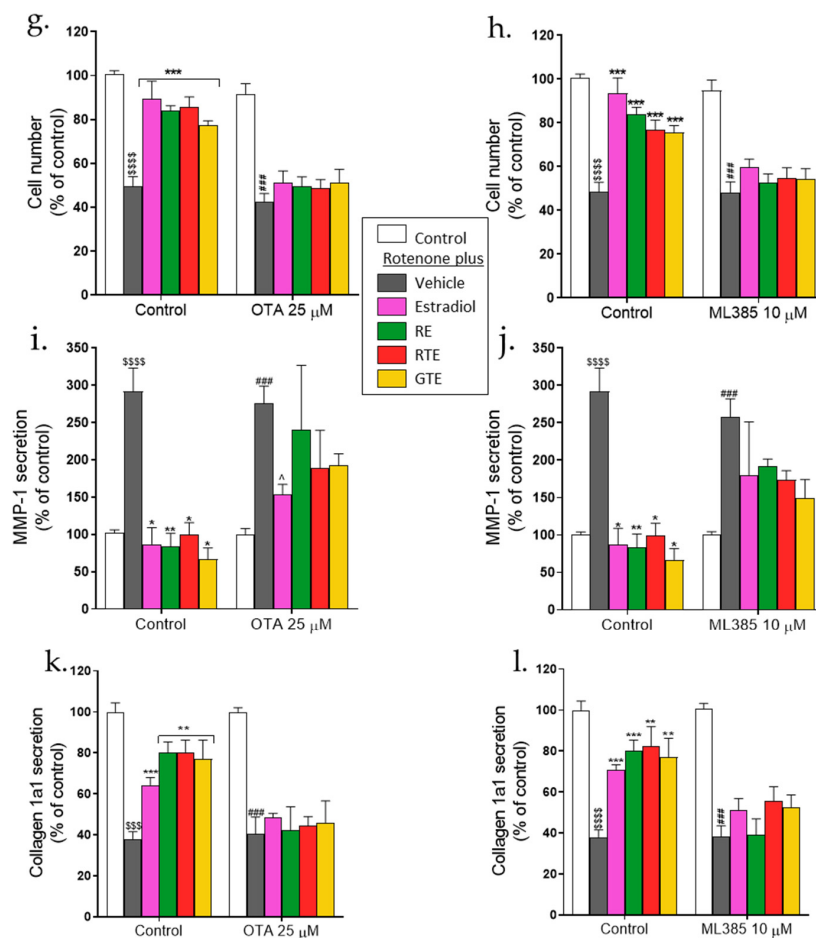 g.
Cell number
(% of control)
120
100
80
60
40
20
0
$$$$
***
###
Control
OTA 25 μM
h.
Cell number
(% of control)
120
100
80
60
40
20
0
$$$$
***
***
***
***
###
Control
ML385 10 μM
Control
Rotenone plus
Vehicle
Estradiol
RE
RTE
GTE
i.
MMP-1 secretion
(% of control)
350
300
250
200
150
100
50
0
$$$$
*
**
*
*
###
^
Control
OTA 25 μM
j.
MMP-1 secretion
(% of control)
350
300
250
200
150
100
50
0
$$$$
*
**
*
*
###
Control
ML385 10 μM
k.
Collagen 1a1 secretion
(% of control)
120
100
80
60
40
20
0
$$$
***
**
###
Control
OTA 25 μM
l.
Collagen 1a1 secretion
(% of control)
120
100
80
60
40
20
0
$$$$
***
***
**
**
###
Control
ML385 10 μM